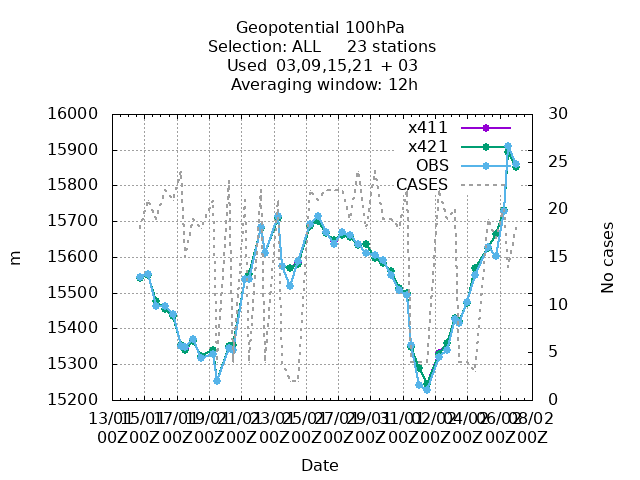 Geopotential 100hPa
Selection: ALL 23 stations
Used 03,09,15,21 + 03
Averaging window: 12h
16000
15900
15800
15700
15600
15500
15400
15300
15200
m
30
25
20
15
10
5
0
No cases
x411
x421
OBS
CASES
13/01 15/01 17/01 19/01 21/01 23/01 25/01 27/01 29/01 31/01 02/02 04/02 06/02 08/02
00Z 00Z 00Z 00Z 00Z 00Z 00Z 00Z 00Z 00Z 00Z 00Z 00Z 00Z
Date